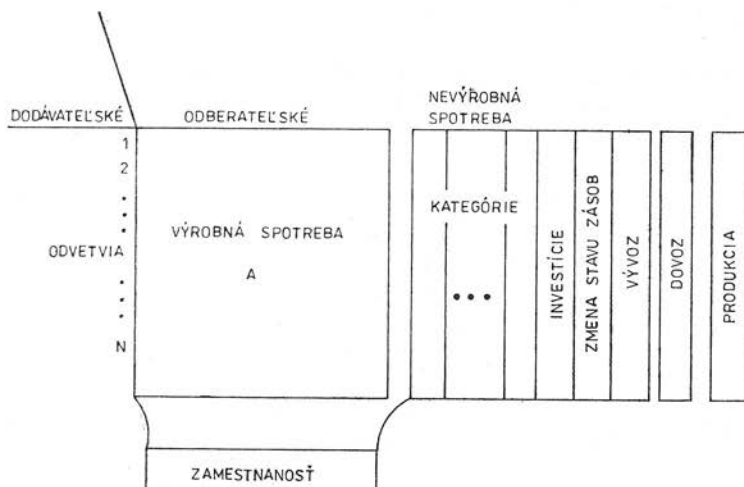 NEVÝROBNÁ
SPOTREBA
DODÁVATEĽSKÉ
ODBERATEĽSKÉ
1
2
ODVETVIA
N
VÝROBNÁ SPOTREBA
A
KATEGÓRIE
...
INVESTÍCIE
ZMENA STAVU ZÁSOB
VÝVOZ
DOVOZ
PRODUKCIA
ZAMESTNANOSŤ